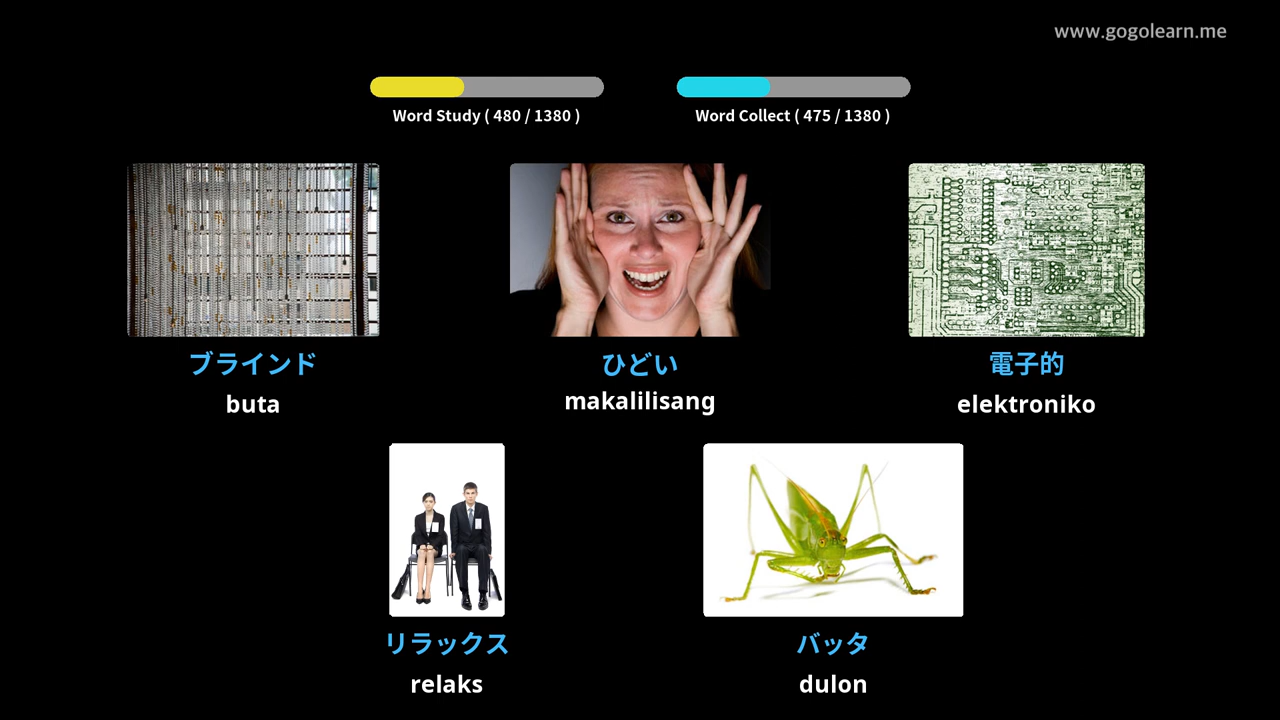 www.gogolearn.me
Word Study ( 480 / 1380 )
Word Collect ( 475 / 1380 )
ブラインド
buta
ひどい
makalilisang
電子的
elektroniko
リラックス
relaks
バッタ
dulon